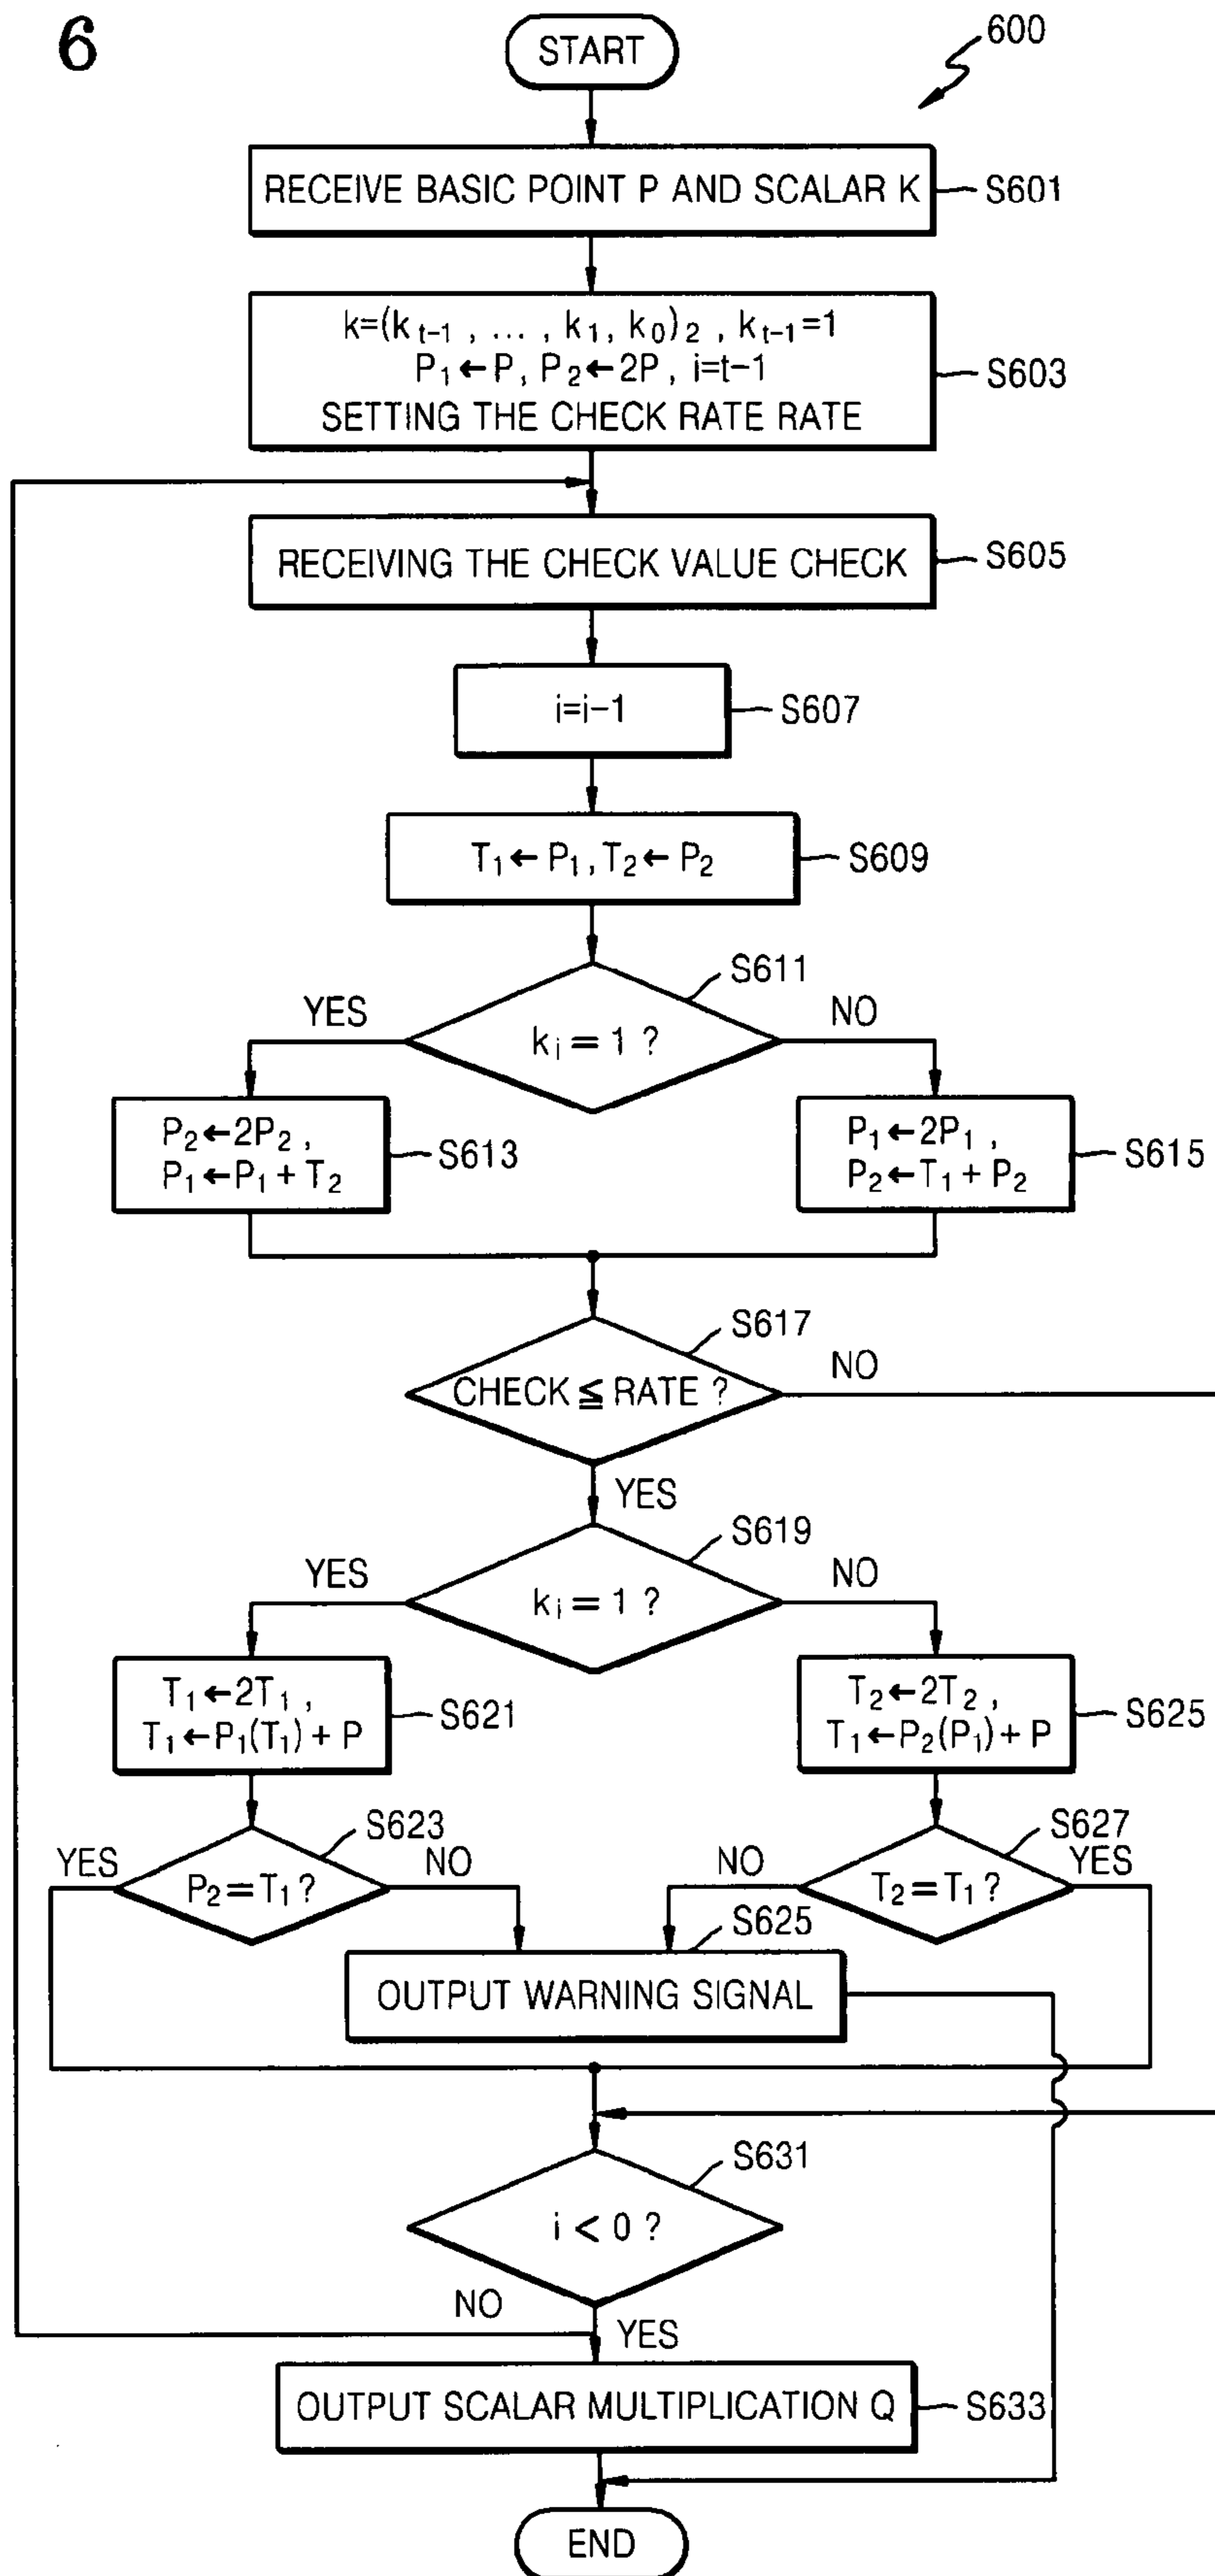 6
START
600
RECEIVE BASIC POINT P AND SCALAR K
S601
k=(k t-1 , ... , k1, k0)2 , k t-1=1
P1←P, P2←2P, i=t-1
SETTING THE CHECK RATE RATE
S603
RECEIVING THE CHECK VALUE CHECK
S605
i=i-1
S607
T1←P1,T2←P2
S609
S611
YES
ki = 1 ?
NO
P2←2P2 ,
P1←P1+T2
S613
P1←2P1 ,
P2←T1+P2
S615
S617
CHECK ≦ RATE ?
NO
YES
S619
YES
ki = 1 ?
NO
T1←2T1 ,
T1←P1(T1)+P
S621
T2←2T2 ,
T1←P2(P1)+P
S625
S623
YES
P2=T1?
NO
S627
NO
T2=T1?
YES
S625
OUTPUT WARNING SIGNAL
S631
i < 0 ?
NO
YES
OUTPUT SCALAR MULTIPLICATION Q
S633
END